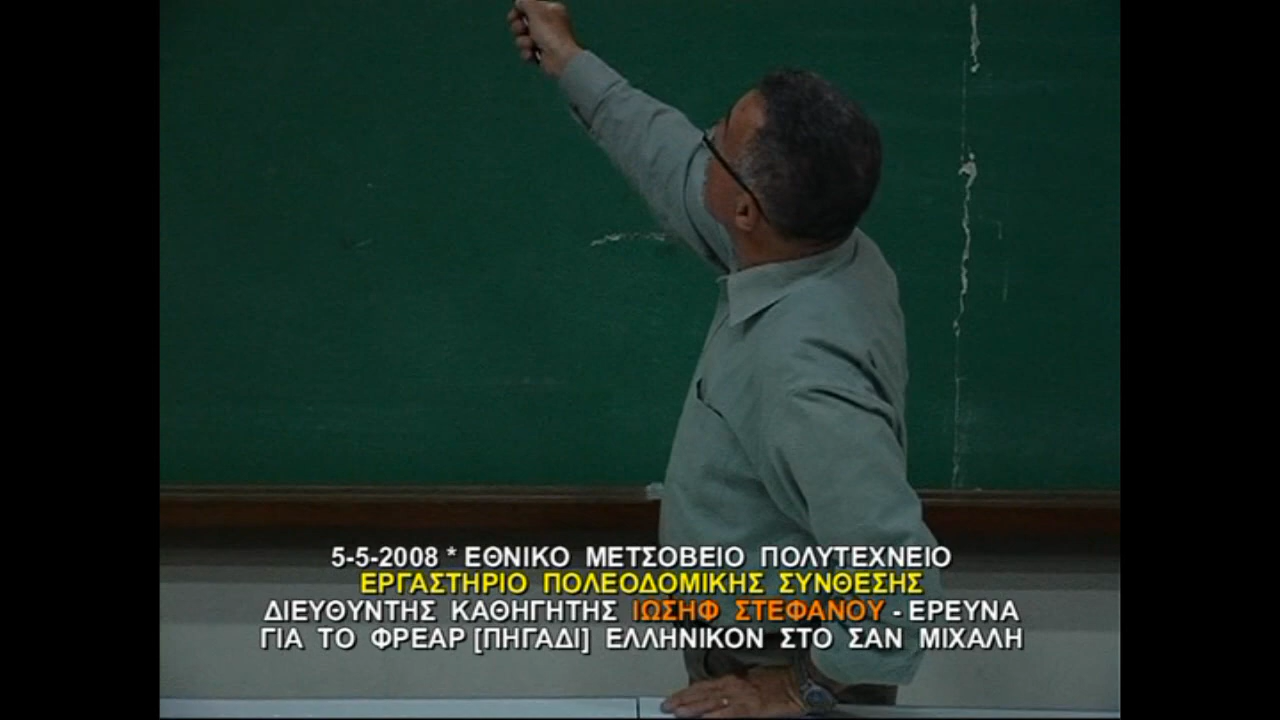 5-5-2008 * ΕΘΝΙΚΟ ΜΕΤΣΟΒΕΙΟ ΠΟΛΥΤΕΧΝΕΙΟ
ΕΡΓΑΣΤΗΡΙΟ ΠΟΛΕΟΔΟΜΙΚΗΣ ΣΥΝΘΕΣΗΣ
ΔΙΕΥΘΥΝΤΗΣ ΚΑΘΗΓΗΤΗΣ ΙΩΣΗΦ ΣΤΕΦΑΝΟΥ - ΕΡΕΥΝΑ
ΓΙΑ ΤΟ ΦΡΕΑΡ [ΠΗΓΑΔΙ] ΕΛΛΗΝΙΚΟΝ ΣΤΟ ΣΑΝ ΜΙΧΑΛΗ